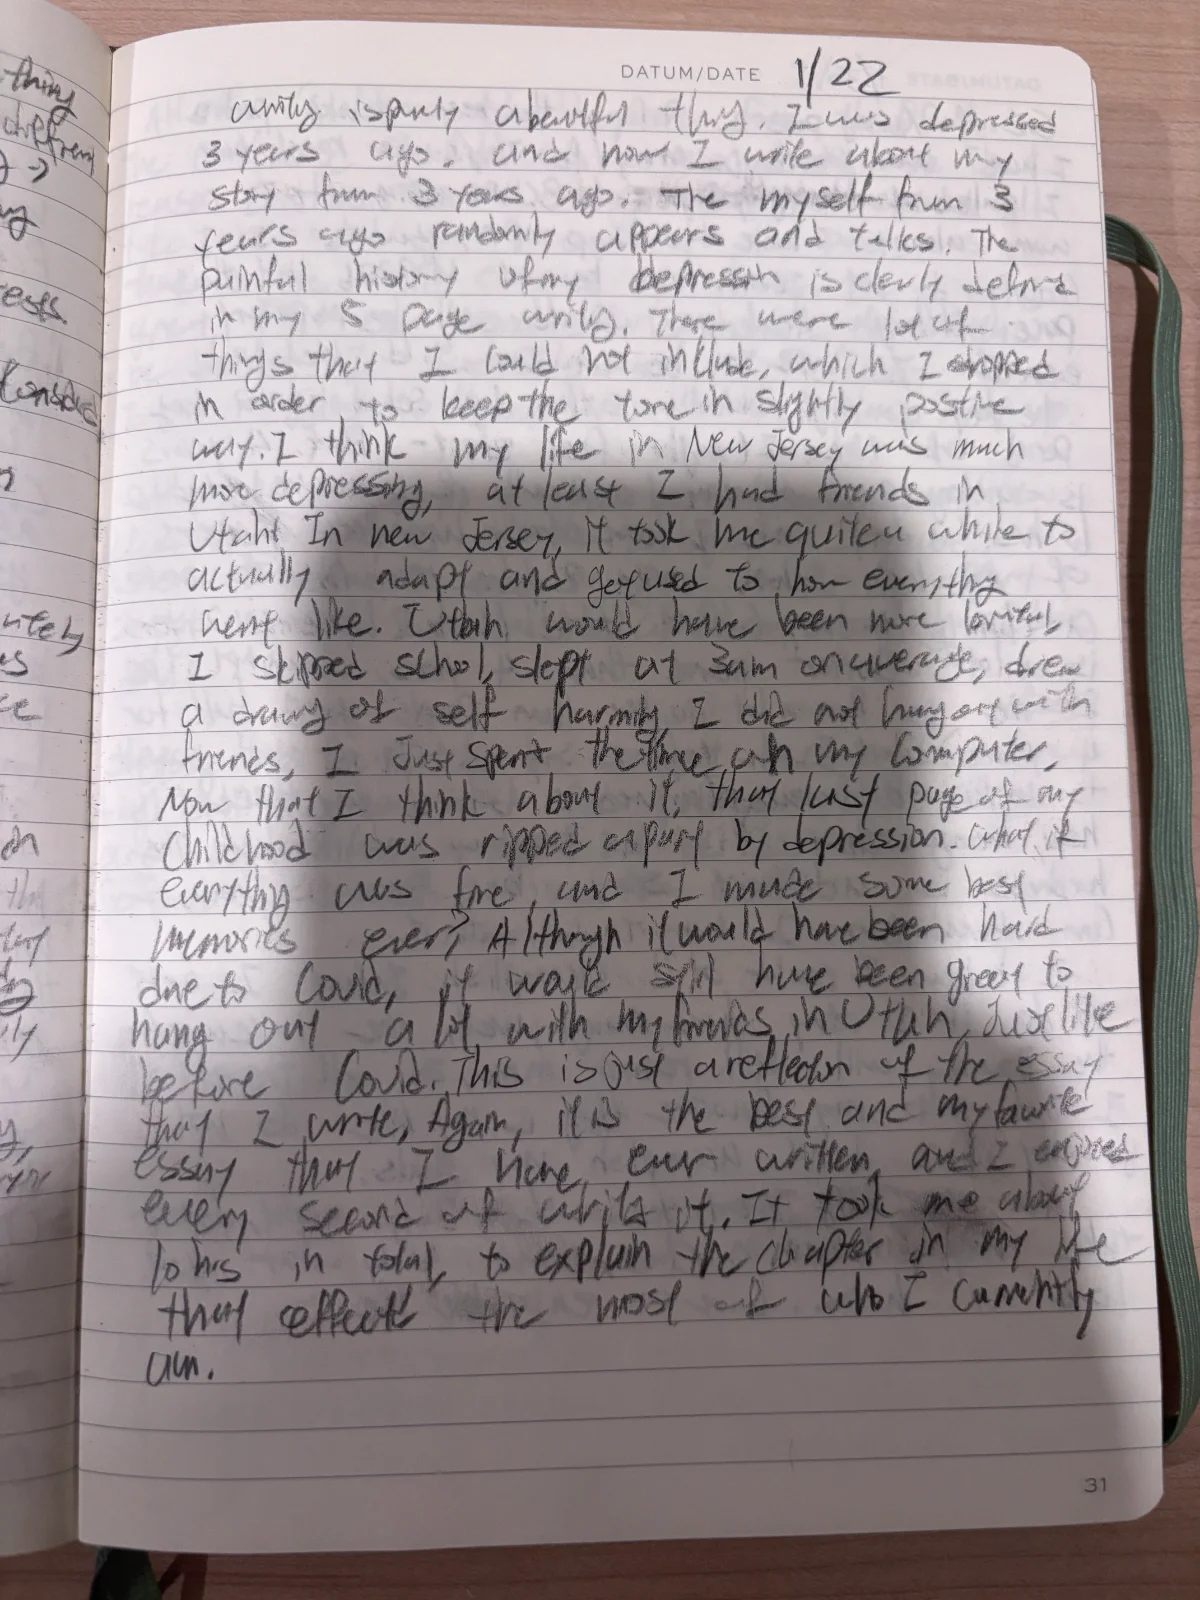 thing
differen
ests.
Consider
DATUM/DATE 1/22
writing is purly a beautiful thing. I was depressed
3 years ago, and now I write about my
story from 3 years ago. The myself from 3
years ago randomly appears and talks. The
painful history of my depression is clearly define
in my 5 page writing. There were lot of
things that I could not include, which I stopped
in order to keep the tone in slightly postive
way. I think my life in New Jersey was much
more depressing, at least I had friends in
Utah! In new Jersey, it took me quite a while to
actually adapt and get used to how everything
went like. Utah would have been more
I skipped school, slept at 3am on average, drew
a drawing of self harming, I did not hung out with
friends, I Just spent the time on my computer.
Now that I think about it, that last page of my
Childhood was ripped apart by depression. what if
everything was fine, and I made some best
memories ever? Although it would have been hard
due to Covid, it would still have been great to
hang out a lot with my friends in Utah, Just like
before Covid. This is just a reflection of the essay
that I write, Again, it is the best and my favorite
essay that I have ever written, and I enjoyed
every second of writing it. It took me about
10 hrs in total, to explain the chapter in my life
that effects the most of who I currently
am.
31